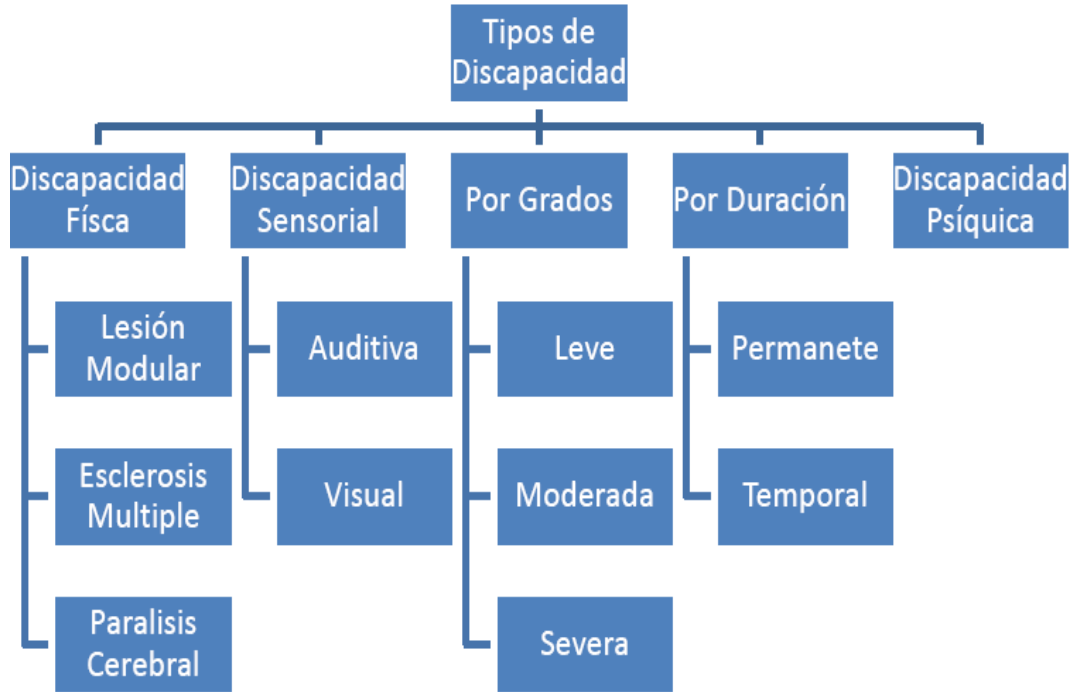 Tipos de
Discapacidad
Discapacidad
Físca
Lesión
Modular
Esclerosis
Multiple
Paralisis
Cerebral
Discapacidad
Sensorial
Auditiva
Visual
Por Grados
Leve
Moderada
Severa
Por Duración
Permanete
Temporal
Discapacidad
Psíquica